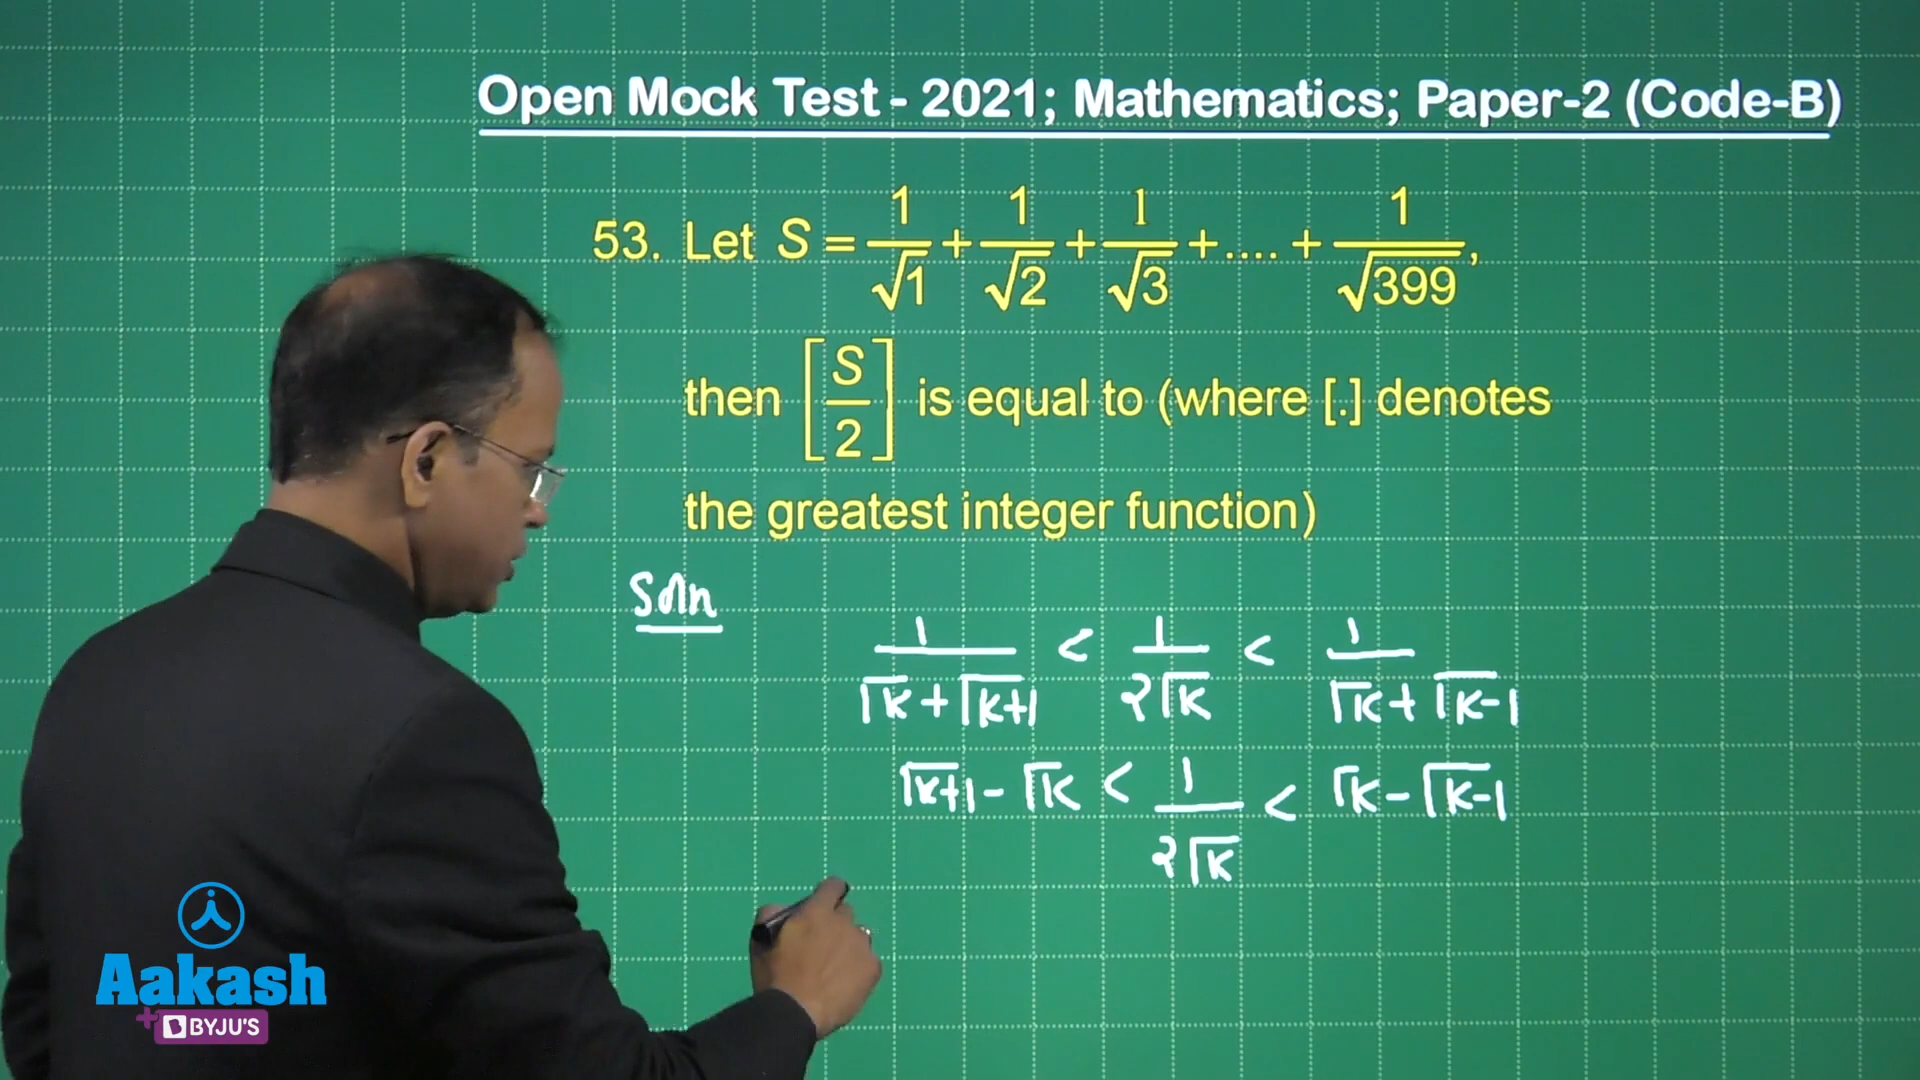 Open Mock Test - 2021; Mathematics; Paper-2 (Code-B)
53. Let S = 1/√1 + 1/√2 + 1/√3 + .... + 1/√399,
then [S/2] is equal to (where [.] denotes
the greatest integer function)
Soln
1/(√k + √k+1) < 1/(2√k) < 1/(√k + √k-1)
√k+1 - √k < 1/(2√k) < √k - √k-1
Aakash
+ BYJU'S